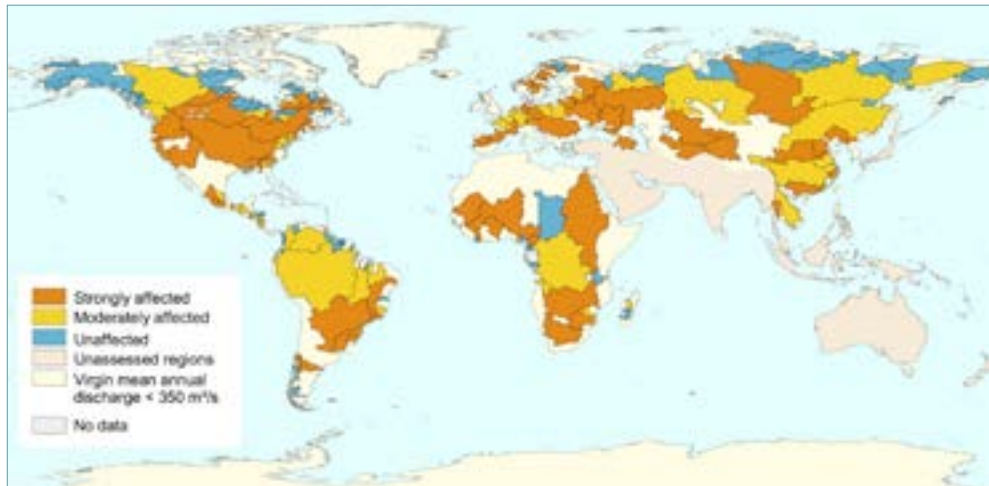 Strongly affected
Moderately affected
Unaffected
Unassessed regions
Virgin mean annual
discharge < 350 m³/s
No data